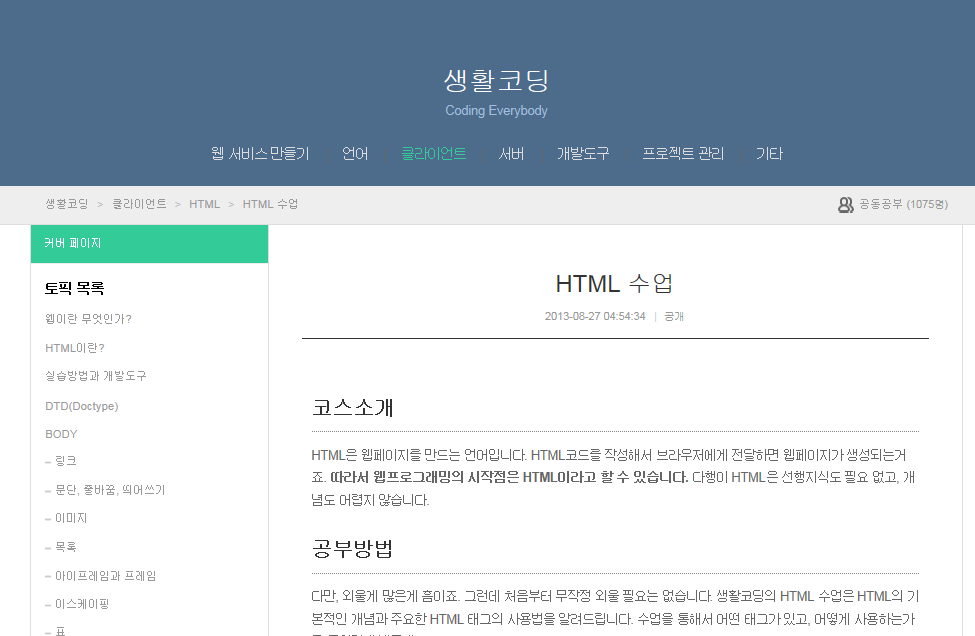 생활코딩
Coding Everybody
웹 서비스 만들기 언어 클라이언트 서버 개발도구 프로젝트 관리 기타
생활코딩 > 클라이언트 > HTML > HTML 수업
공동공부 (1075명)
커버 페이지
토픽 목록
웹이란 무엇인가?
HTML이란?
실습방법과 개발도구
DTD(Doctype)
BODY
– 링크
– 문단, 줄바꿈, 띄어쓰기
– 이미지
– 목록
– 아이프레임과 프레임
– 이스케이핑
– 표
HTML 수업
2013-08-27 04:54:34 | 공개
코스소개
HTML은 웹페이지를 만드는 언어입니다. HTML코드를 작성해서 브라우저에게 전달하면 웹페이지가 생성되는거
죠. 따라서 웹프로그래밍의 시작점은 HTML이라고 할 수 있습니다. 다행이 HTML은 선행지식도 필요 없고, 개
념도 어렵지 않습니다.
공부방법
다만, 외울게 많은게 흠이죠. 그런데 처음부터 무작정 외울 필요는 없습니다. 생활코딩의 HTML 수업은 HTML의 기
본적인 개념과 주요한 HTML 태그의 사용법을 알려드립니다. 수업을 통해서 어떤 태그가 있고, 어떻게 사용하는가